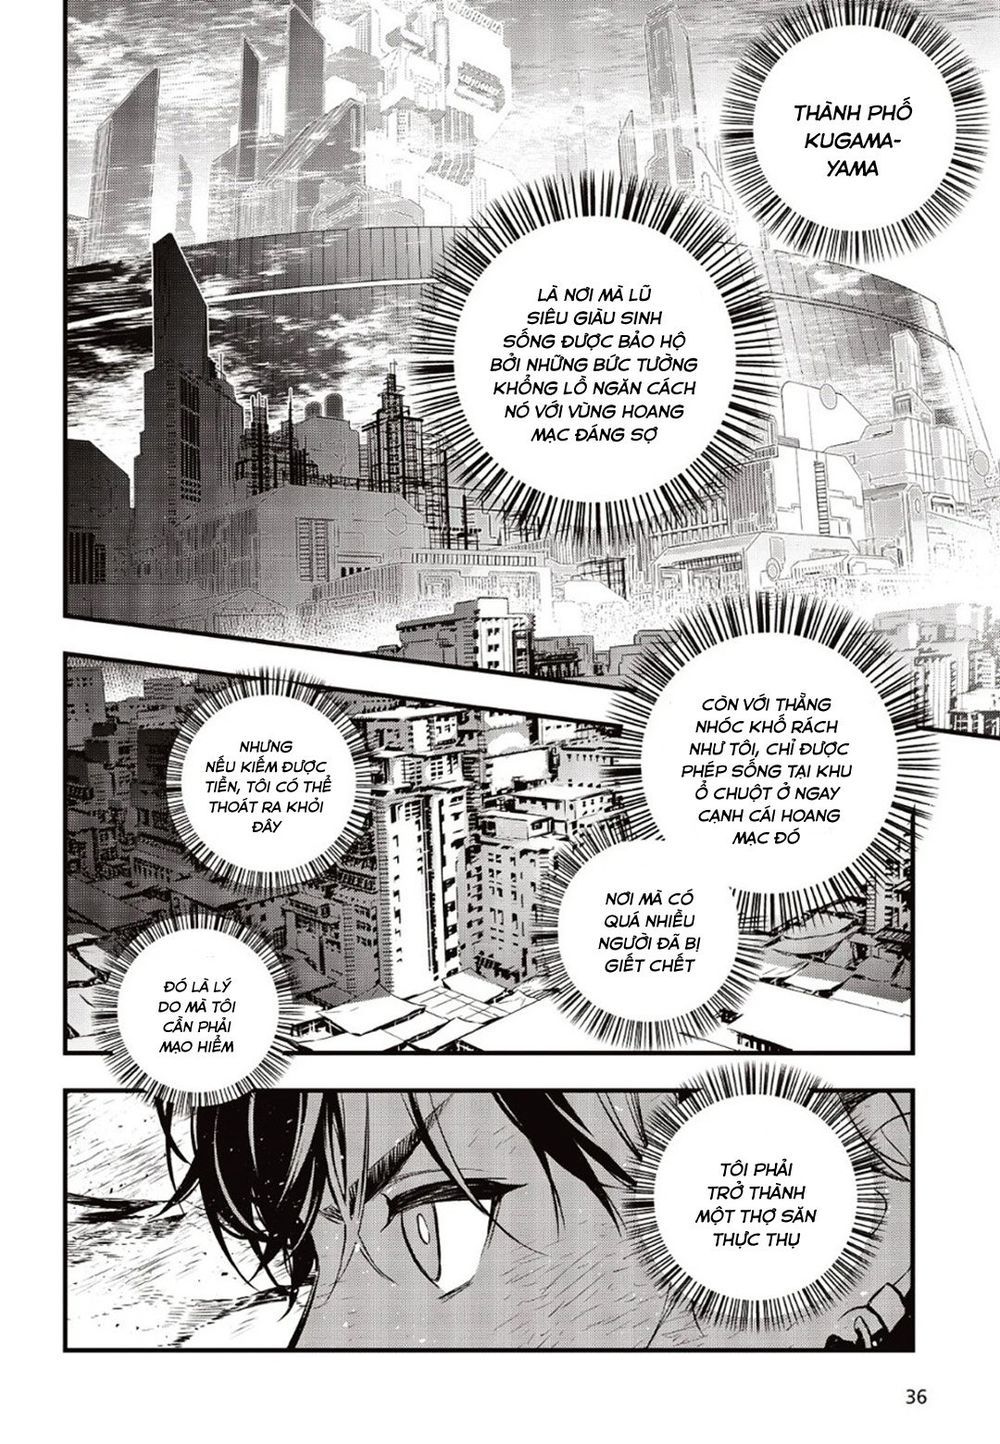 THÀNH PHỐ
KUGAMA-
YAMA
LÀ NƠI MÀ LŨ
SIÊU GIÀU SINH
SỐNG ĐƯỢC BẢO HỘ
BỞI NHỮNG BỨC TƯỜNG
KHỔNG LỒ NGĂN CÁCH
NÓ VỚI VÙNG HOANG
MẠC ĐÁNG SỢ
CÒN VỚI THẰNG
NHÓC KHỐ RÁCH
NHƯ TÔI, CHỈ ĐƯỢC
PHÉP SỐNG TẠI KHU
Ổ CHUỘT Ở NGAY
CẠNH CÁI HOANG
MẠC ĐÓ
NƠI MÀ CÓ
QUÁ NHIỀU
NGƯỜI ĐÃ BỊ
GIẾT CHẾT
NHƯNG
NẾU KIẾM ĐƯỢC
TIỀN, TÔI CÓ THỂ
THOÁT RA KHỎI
ĐÂY
ĐÓ LÀ LÝ
DO MÀ TÔI
CẦN PHẢI
MẠO HIỂM
TÔI PHẢI
TRỞ THÀNH
MỘT THỢ SĂN
THỰC THỤ
36